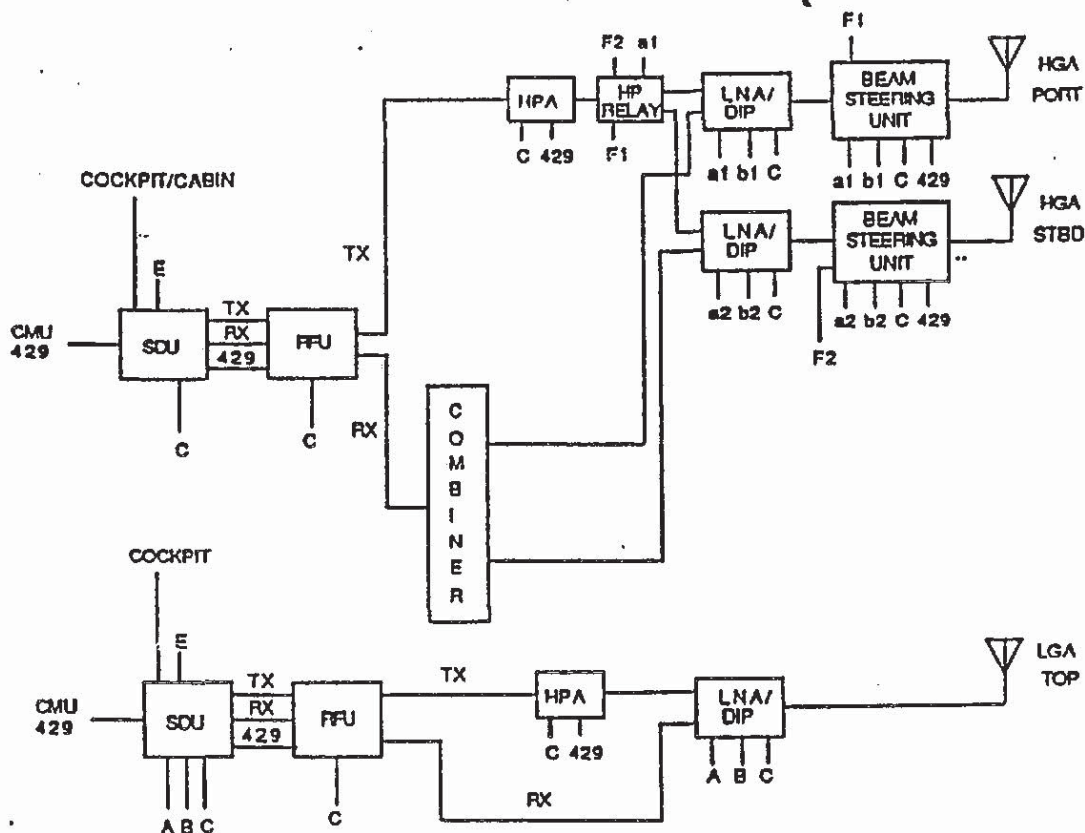 F1
F2 a1
HGA
PORT
HPA
HP
RELAY
LNA/
DIP
BEAM
STEERING
UNIT
C 429
F1
a1 b1 C
a1 b1 C 429
COCKPIT/CABIN
HGA
STBD
TX
LNA/
DIP
BEAM
STEERING
UNIT
E
TX
RX
429
CMU
429
SDU
RFU
a2 b2 C
a2 b2 C 429
F2
C
C
RX
C
O
M
B
I
N
E
R
COCKPIT
E
TX
RX
429
TX
HPA
LNA/
DIP
LGA
TOP
CMU
429
SDU
RFU
C 429
A B C
RX
A B C
C